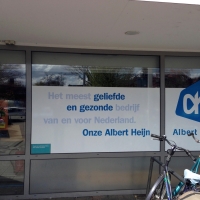 Het meest geliefde
en gezonde bedrijf
van en voor Nederland.
Onze Albert Heijn
Albert